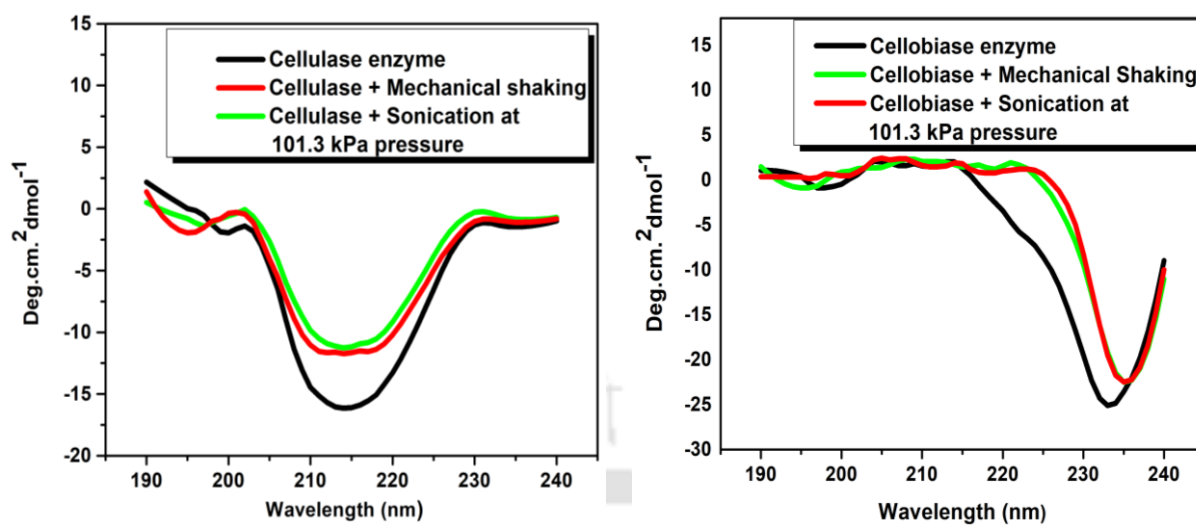 15
10
5
0
-5
-10
-15
-20
Deg.cm.²dmol⁻¹
Cellulase enzyme
Cellulase + Mechanical shaking
Cellulase + Sonication at
101.3 kPa pressure
190 200 210 220 230 240
Wavelength (nm)
15
10
5
0
-5
-10
-15
-20
-25
-30
Deg.cm.²dmol⁻¹
Cellobiase enzyme
Cellobiase + Mechanical Shaking
Cellobiase + Sonication at
101.3 kPa pressure
190 200 210 220 230 240
Wavelength (nm)